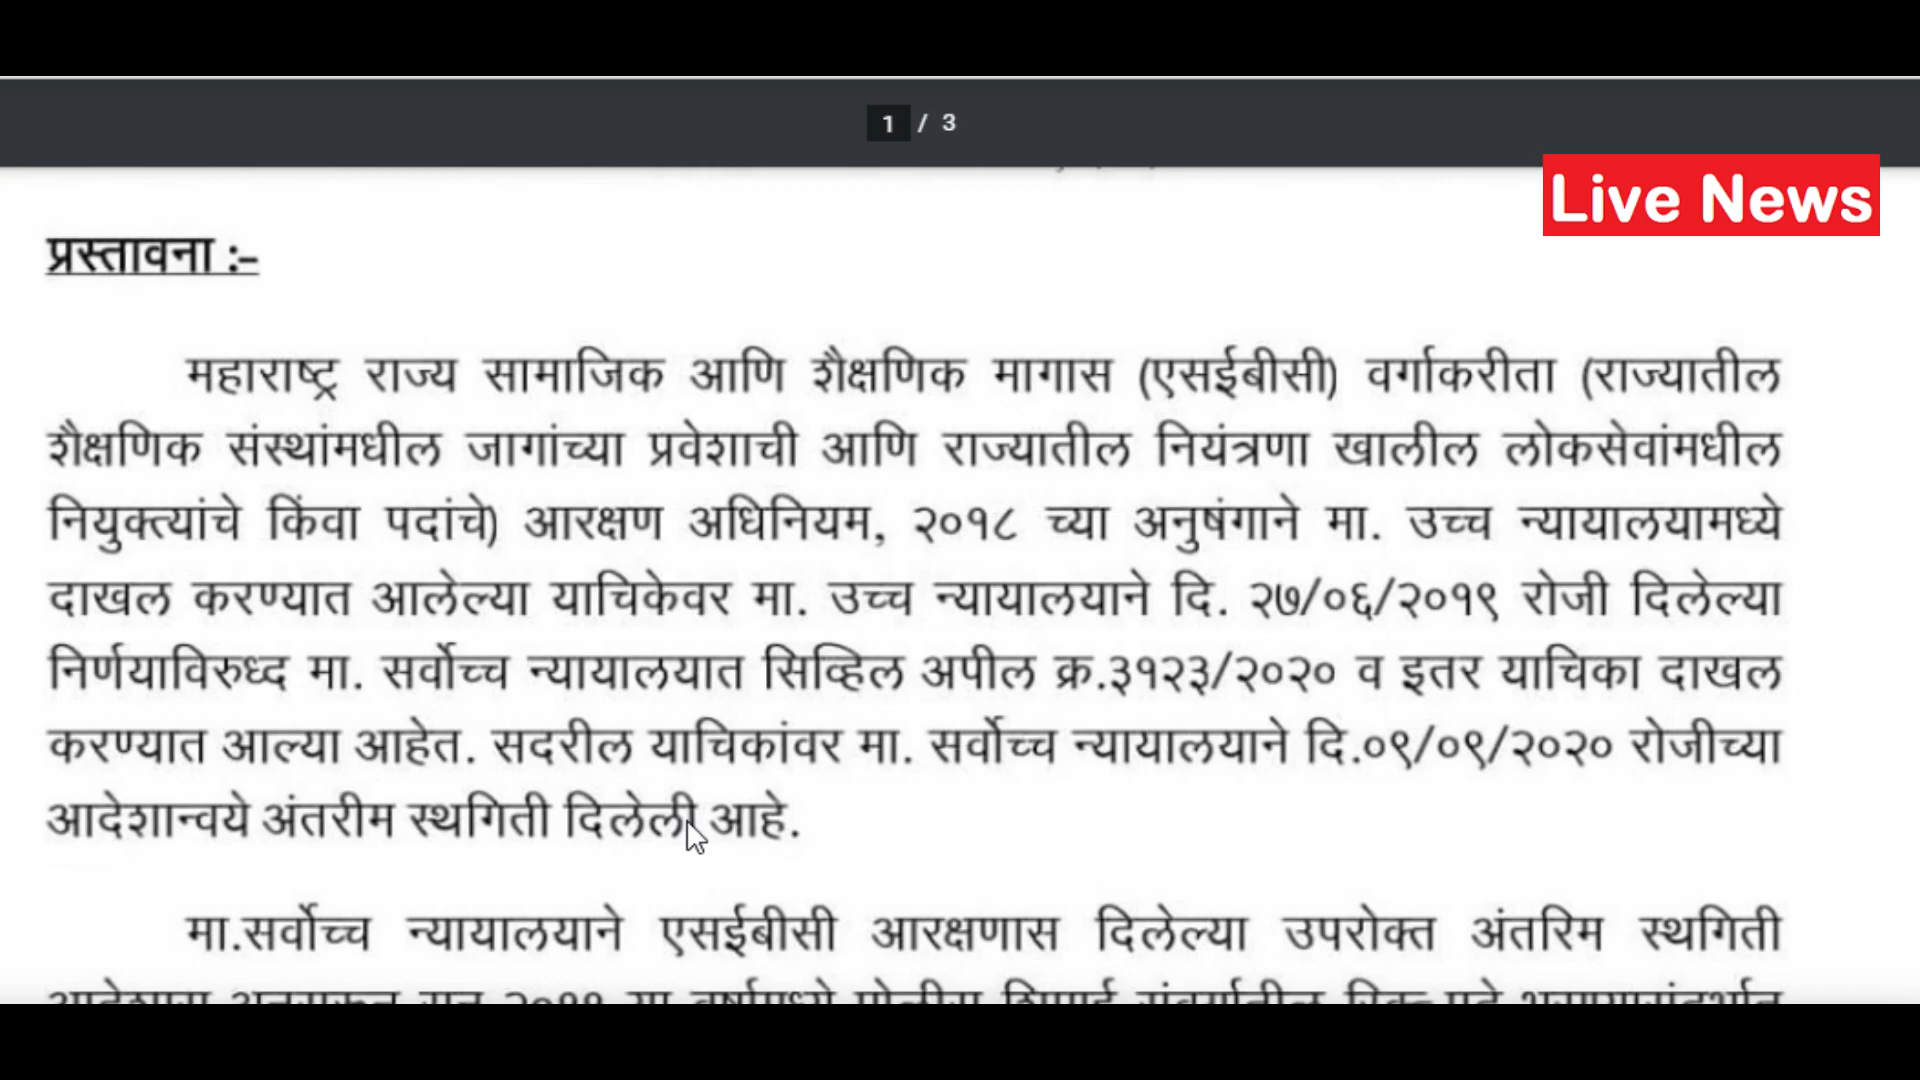 1 / 3
Live News
प्रस्तावना :-
महाराष्ट्र राज्य सामाजिक आणि शैक्षणिक मागास (एसईबीसी) वर्गाकरीता (राज्यातील
शैक्षणिक संस्थांमधील जागांच्या प्रवेशाची आणि राज्यातील नियंत्रणा खालील लोकसेवांमधील
नियुक्त्यांचे किंवा पदांचे) आरक्षण अधिनियम, २०१८ च्या अनुषंगाने मा. उच्च न्यायालयामध्ये
दाखल करण्यात आलेल्या याचिकेवर मा. उच्च न्यायालयाने दि. २७/०६/२०१९ रोजी दिलेल्या
निर्णयाविरुध्द मा. सर्वोच्च न्यायालयात सिव्हिल अपील क्र.३१२३/२०२० व इतर याचिका दाखल
करण्यात आल्या आहेत. सदरील याचिकांवर मा. सर्वोच्च न्यायालयाने दि.०९/०९/२०२० रोजीच्या
आदेशान्वये अंतरीम स्थगिती दिलेली आहे.
मा.सर्वोच्च न्यायालयाने एसईबीसी आरक्षणास दिलेल्या उपरोक्त अंतरिम स्थगिती